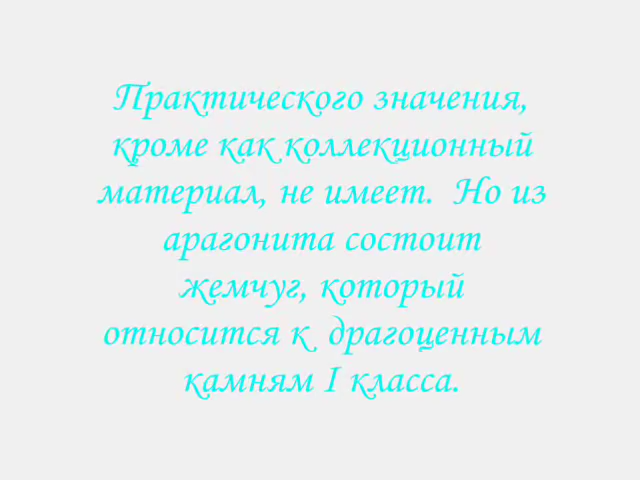 Практического значения,
кроме как коллекционный
материал, не имеет.  Но из
арагонита состоит
жемчуг, который
относится к  драгоценным
камням I класса.